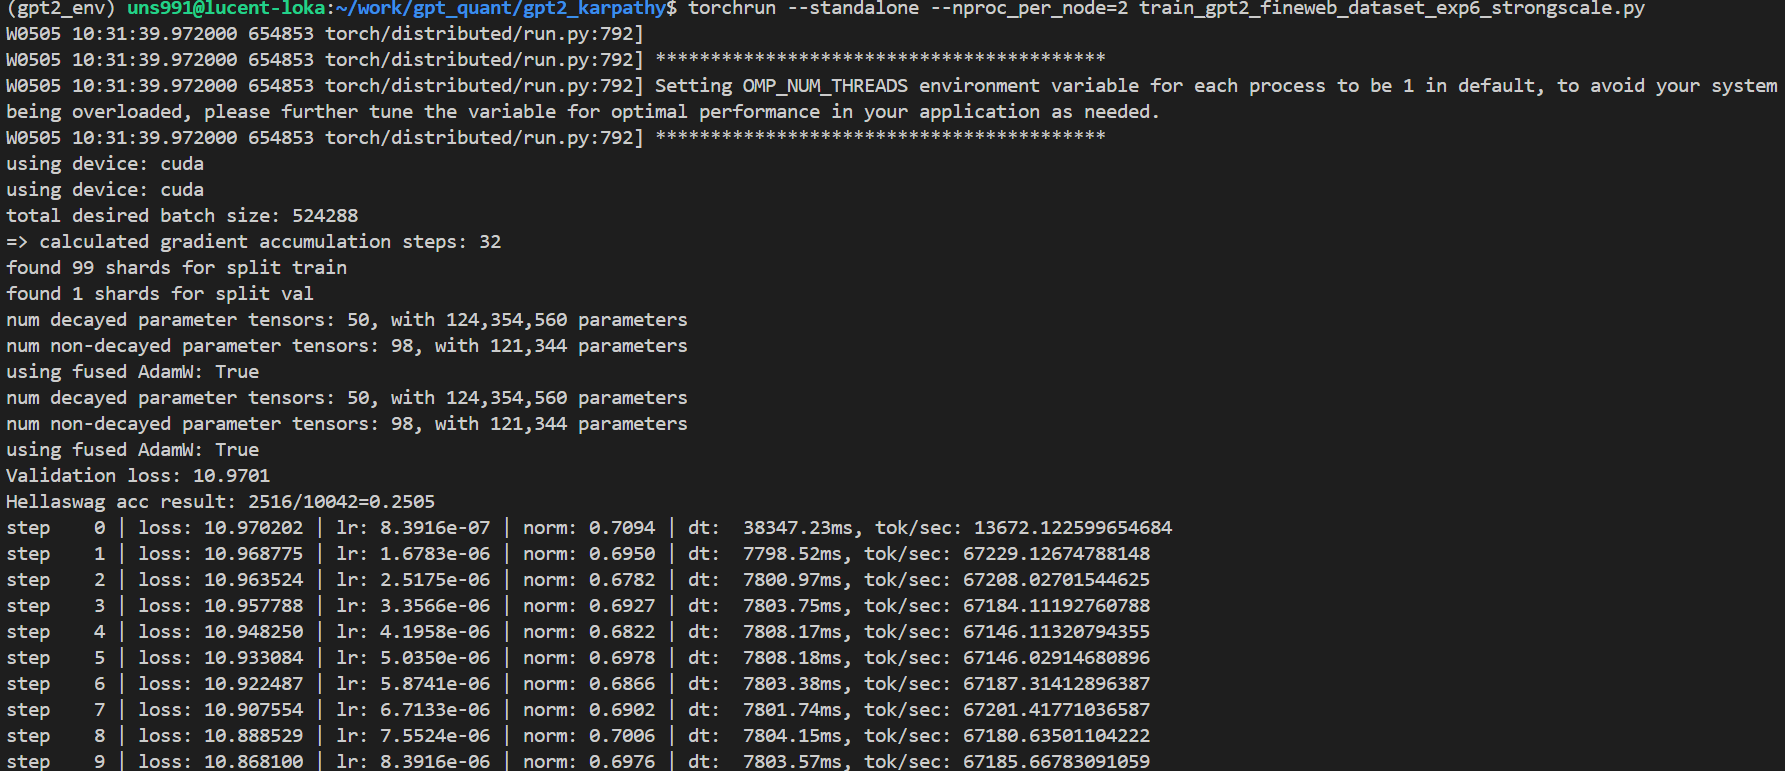 (gpt2_env) uns991@lucent-loka:~/work/gpt_quant/gpt2_karpathy$ torchrun --standalone --nproc_per_node=2 train_gpt2_fineweb_dataset_exp6_strongscale.py
W0505 10:31:39.972000 654853 torch/distributed/run.py:792]
W0505 10:31:39.972000 654853 torch/distributed/run.py:792] *****************************************
W0505 10:31:39.972000 654853 torch/distributed/run.py:792] Setting OMP_NUM_THREADS environment variable for each process to be 1 in default, to avoid your system
being overloaded, please further tune the variable for optimal performance in your application as needed.
W0505 10:31:39.972000 654853 torch/distributed/run.py:792] *****************************************
using device: cuda
using device: cuda
total desired batch size: 524288
=> calculated gradient accumulation steps: 32
found 99 shards for split train
found 1 shards for split val
num decayed parameter tensors: 50, with 124,354,560 parameters
num non-decayed parameter tensors: 98, with 121,344 parameters
using fused AdamW: True
num decayed parameter tensors: 50, with 124,354,560 parameters
num non-decayed parameter tensors: 98, with 121,344 parameters
using fused AdamW: True
Validation loss: 10.9701
Hellaswag acc result: 2516/10042=0.2505
step    0 | loss: 10.970202 | lr: 8.3916e-07 | norm: 0.7094 | dt:  38347.23ms, tok/sec: 13672.122599654684
step    1 | loss: 10.968775 | lr: 1.6783e-06 | norm: 0.6950 | dt:  7798.52ms, tok/sec: 67229.12674788148
step    2 | loss: 10.963524 | lr: 2.5175e-06 | norm: 0.6782 | dt:  7800.97ms, tok/sec: 67208.02701544625
step    3 | loss: 10.957788 | lr: 3.3566e-06 | norm: 0.6927 | dt:  7803.75ms, tok/sec: 67184.11192760788
step    4 | loss: 10.948250 | lr: 4.1958e-06 | norm: 0.6822 | dt:  7808.17ms, tok/sec: 67146.11320794355
step    5 | loss: 10.933084 | lr: 5.0350e-06 | norm: 0.6978 | dt:  7808.18ms, tok/sec: 67146.02914680896
step    6 | loss: 10.922487 | lr: 5.8741e-06 | norm: 0.6866 | dt:  7803.38ms, tok/sec: 67187.31412896387
step    7 | loss: 10.907554 | lr: 6.7133e-06 | norm: 0.6902 | dt:  7801.74ms, tok/sec: 67201.41771036587
step    8 | loss: 10.888529 | lr: 7.5524e-06 | norm: 0.7006 | dt:  7804.15ms, tok/sec: 67180.63501104222
step    9 | loss: 10.868100 | lr: 8.3916e-06 | norm: 0.6976 | dt:  7803.57ms, tok/sec: 67185.66783091059